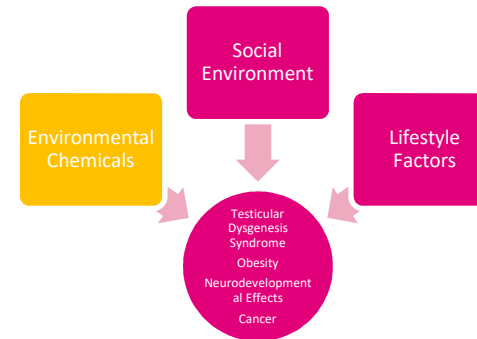 Social
Environment
Environmental
Chemicals
Lifestyle
Factors
Testicular
Dysgenesis
Syndrome
Obesity
Neurodevelopment
al Effects
Cancer